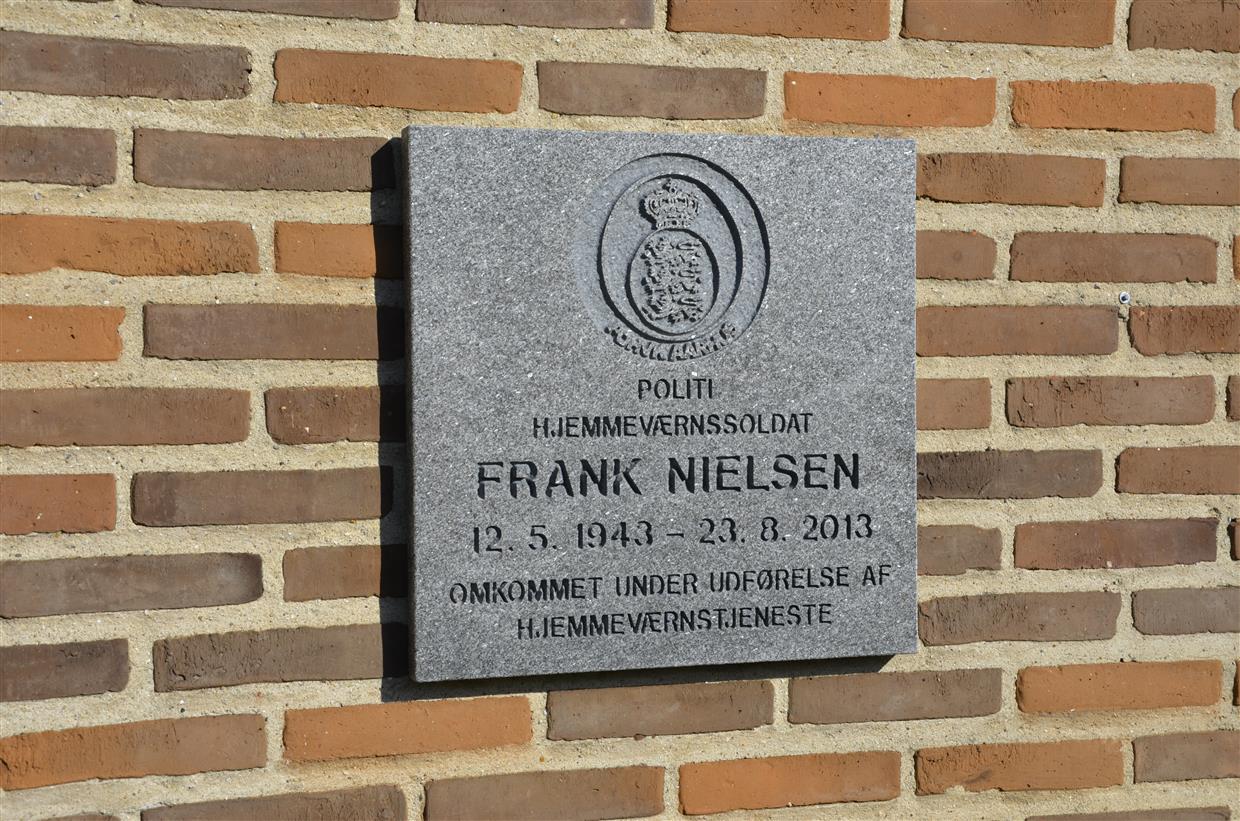 POLITI
HJEMMEVÆRNSSOLDAT
FRANK NIELSEN
12. 5. 1943 – 23. 8. 2013
OMKOMMET UNDER UDFØRELSE AF
HJEMMEVÆRNSTJENESTE